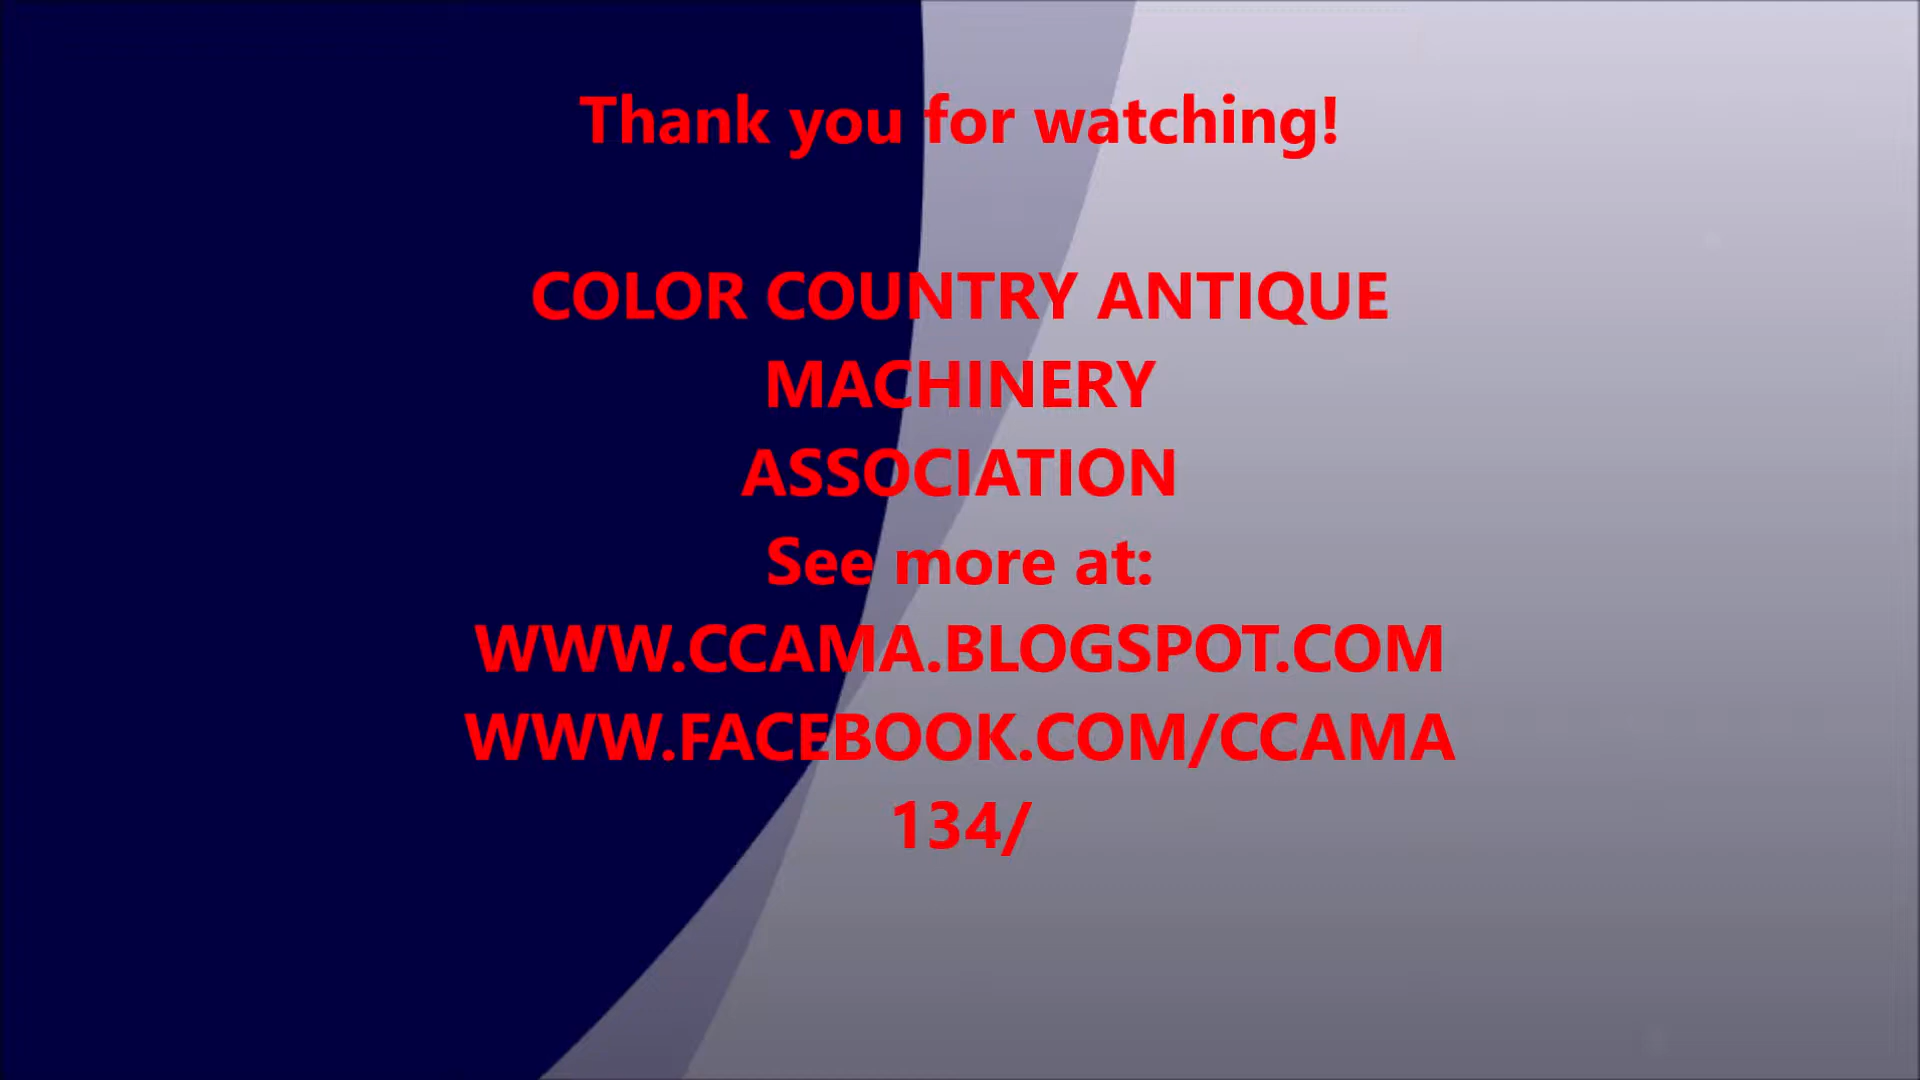 Thank you for watching!
COLOR COUNTRY ANTIQUE
MACHINERY
ASSOCIATION
See more at:
WWW.CCAMA.BLOGSPOT.COM
WWW.FACEBOOK.COM/CCAMA
134/